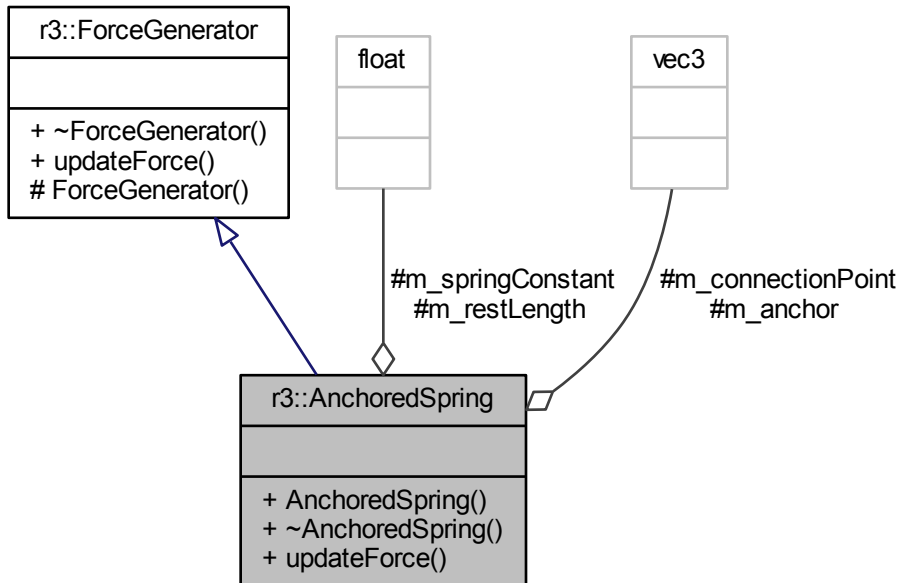 r3::ForceGenerator
+ ~ForceGenerator()
+ updateForce()
# ForceGenerator()
float
vec3
#m_springConstant
#m_restLength
#m_connectionPoint
#m_anchor
r3::AnchoredSpring
+ AnchoredSpring()
+ ~AnchoredSpring()
+ updateForce()